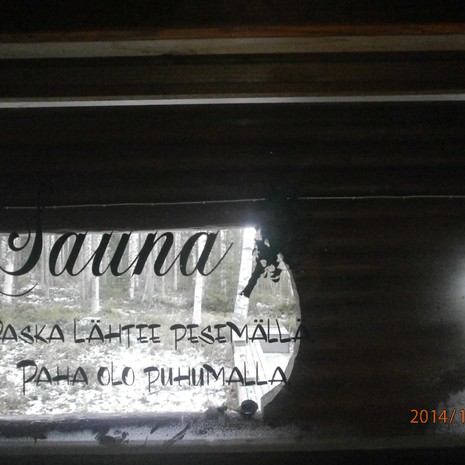 Sauna
PASKA LÄHTEE PESEMÄLLÄ
PAHA OLO PUHUMALLA
2014/1